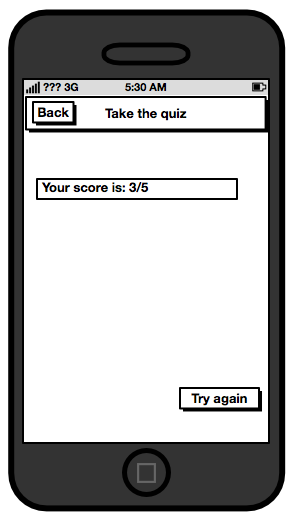 ??? 3G 5:30 AM
Back Take the quiz
Your score is: 3/5
Try again